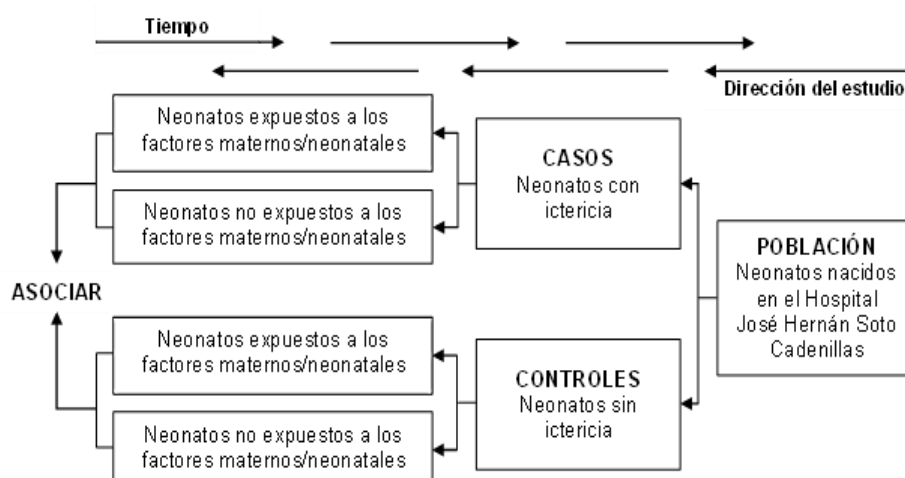 Tiempo
Dirección del estudio
Neonatos expuestos a los
factores maternos/neonatales
Neonatos no expuestos a los
factores maternos/neonatales
CASOS
Neonatos con
ictericia
POBLACIÓN
Neonatos nacidos
en el Hospital
José Hernán Soto
Cadenillas
ASOCIAR
Neonatos expuestos a los
factores maternos/neonatales
Neonatos no expuestos a los
factores maternos/neonatales
CONTROLES
Neonatos sin
ictericia